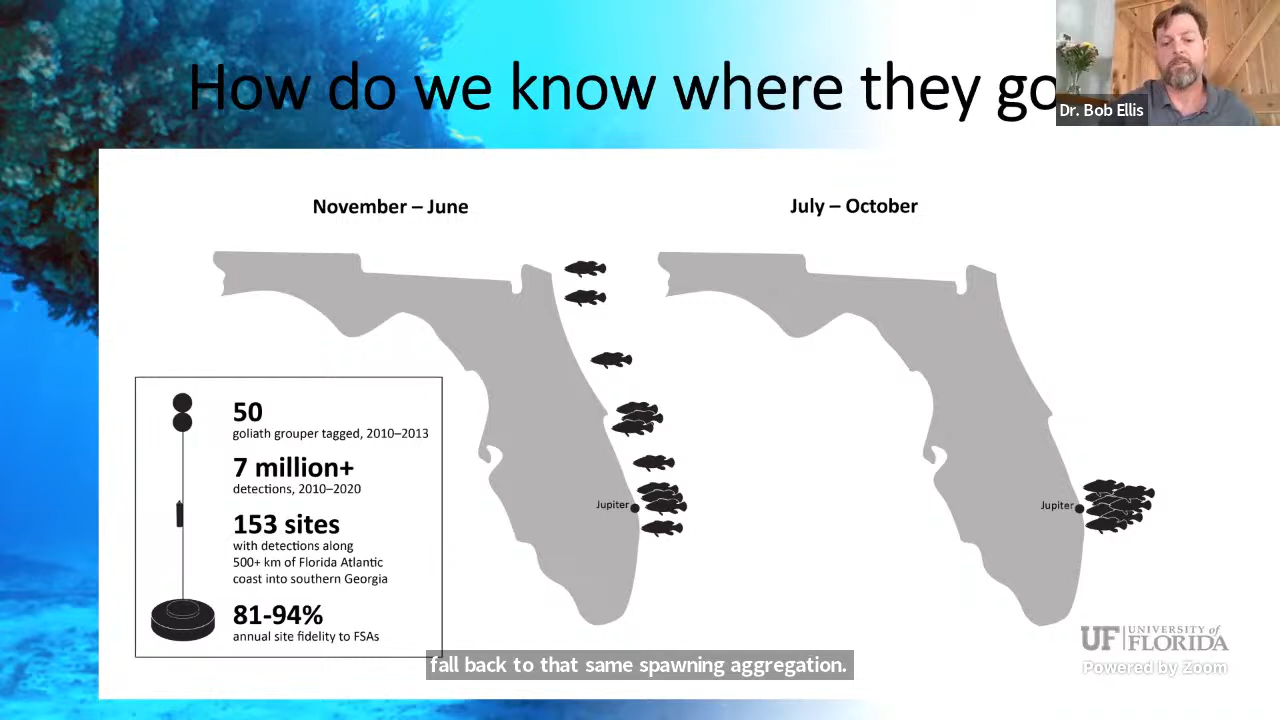 How do we know where they go
Dr. Bob Ellis
November – June
July – October
50
goliath grouper tagged, 2010–2013
7 million+
detections, 2010–2020
153 sites
with detections along
500+ km of Florida Atlantic
coast into southern Georgia
81-94%
annual site fidelity to FSAs
Jupiter
Jupiter
UF UNIVERSITY of
FLORIDA
Powered by Zoom
fall back to that same spawning aggregation.